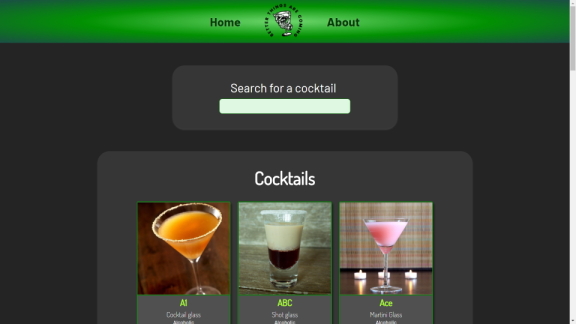 Home
BETTER THINGS ARE COMING
About
Search for a cocktail
Cocktails
A1
ABC
Ace
Cocktail glass
Shot glass
Martini Glass
Alcoholic
Alcoholic
Alcoholic